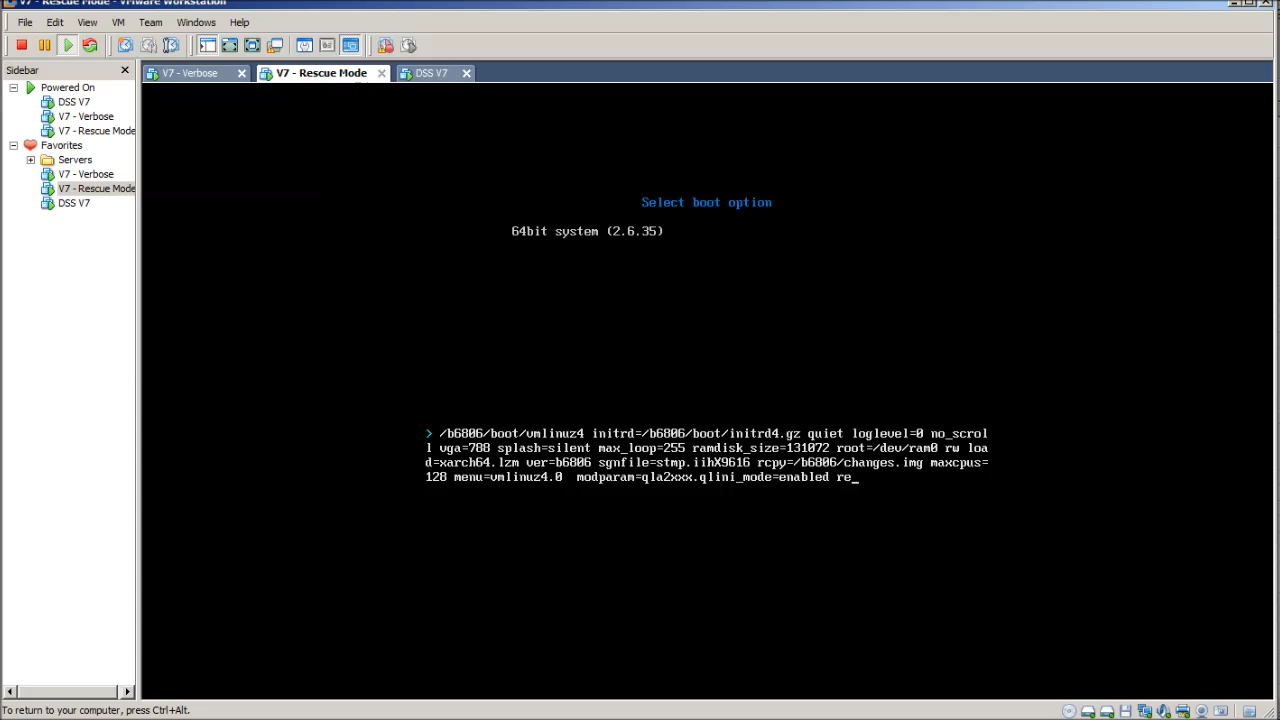 V7 - Rescue Mode - VMware Workstation
File Edit View VM Team Windows Help
Sidebar
V7 - Verbose
V7 - Rescue Mode
DSS V7
Powered On
DSS V7
V7 - Verbose
V7 - Rescue Mode
Favorites
Servers
V7 - Verbose
V7 - Rescue Mode
DSS V7
Select boot option
64bit system (2.6.35)
> /b6806/boot/vmlinuz4 initrd=/b6806/boot/initrd4.gz quiet loglevel=0 no_scrol
l vga=788 splash=silent max_loop=255 ramdisk_size=131072 root=/dev/ram0 rw loa
d=xarch64.lzm ver=b6806 sgnfile=stmp.iihX9616 rcpy=/b6806/changes.img maxcpus=
128 menu=vmlinuz4.0  modparam=qla2xxx.qlini_mode=enabled re_
To return to your computer, press Ctrl+Alt.